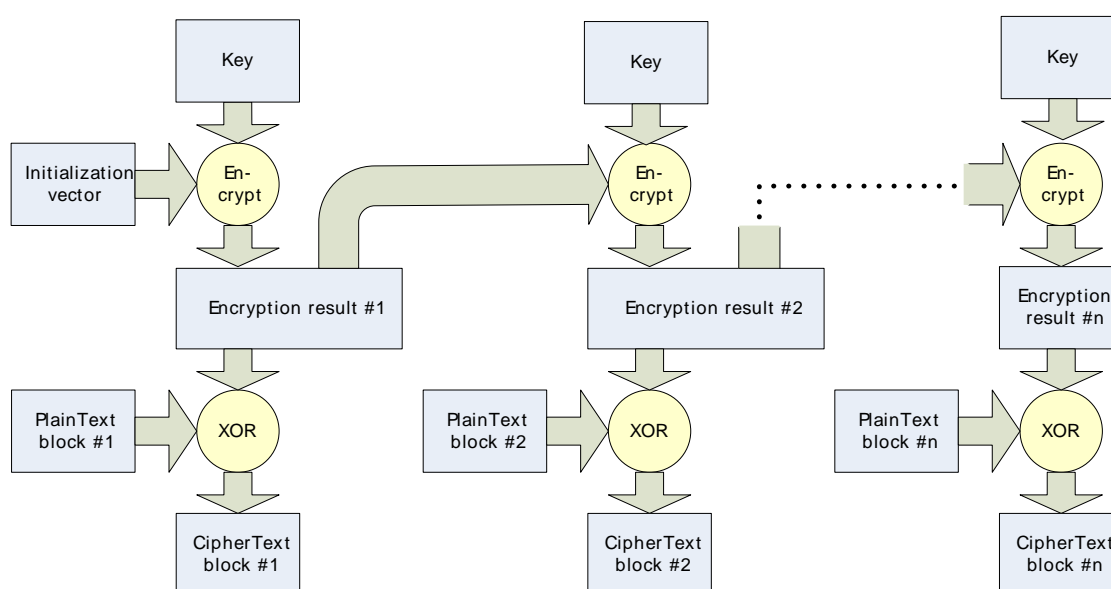 Key
Key
Key
Initialization
vector
En-
crypt
En-
crypt
En-
crypt
Encryption result #1
Encryption result #2
Encryption
result #n
PlainText
block #1
XOR
PlainText
block #2
XOR
PlainText
block #n
XOR
CipherText
block #1
CipherText
block #2
CipherText
block #n